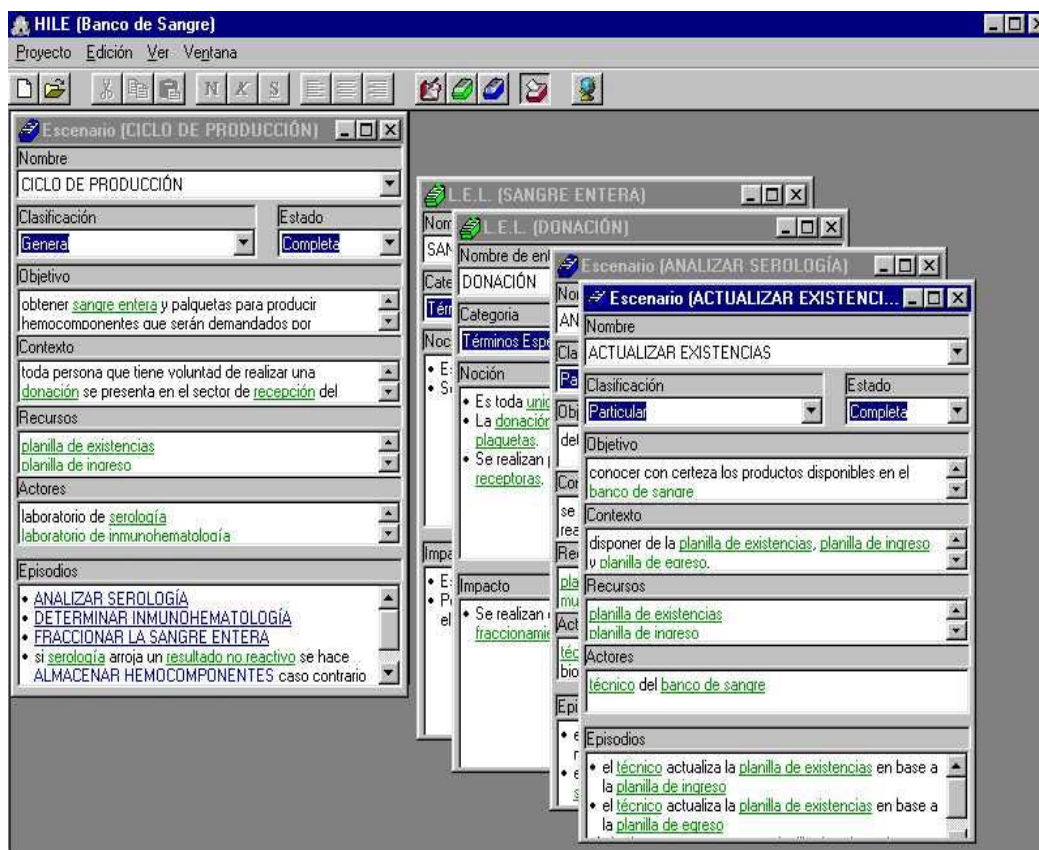 HILE (Banco de Sangre)
Proyecto Edición Ver Ventana
N K S
Escenario (CICLO DE PRODUCCIÓN)
Nombre
CICLO DE PRODUCCIÓN
Clasificación Estado
General Completa
Objetivo
obtener sangre entera y palquetas para producir
hemocomponentes que serán demandados por
Contexto
toda persona que tiene voluntad de realizar una
donación se presenta en el sector de recepción del
Recursos
planilla de existencias
planilla de ingreso
Actores
laboratorio de serología
laboratorio de inmunohematología
Episodios
• ANALIZAR SEROLOGÍA
• DETERMINAR INMUNOHEMATOLOGÍA
• FRACCIONAR LA SANGRE ENTERA
• si serología arroja un resultado no reactivo se hace
ALMACENAR HEMOCOMPONENTES caso contrario
L.E.L. (SANGRE ENTERA)
L.E.L. (DONACIÓN)
Nombre de ent
DONACIÓN
Categoria
Términos Espe
Noción
• Es toda unid
• La donación
plaquetas.
• Se realizan
receptoras.
Impacto
• Se realizan
fraccionamie
Escenario (ANALIZAR SEROLOGÍA)
Escenario (ACTUALIZAR EXISTENCI...
Nombre
ACTUALIZAR EXISTENCIAS
Clasificación Estado
Particular Completa
Objetivo
conocer con certeza los productos disponibles en el
banco de sangre
Contexto
disponer de la planilla de existencias, planilla de ingreso
y planilla de egreso.
Recursos
planilla de existencias
planilla de ingreso
Actores
técnico del banco de sangre
Episodios
• el técnico actualiza la planilla de existencias en base a
la planilla de ingreso
• el técnico actualiza la planilla de existencias en base a
la planilla de egreso